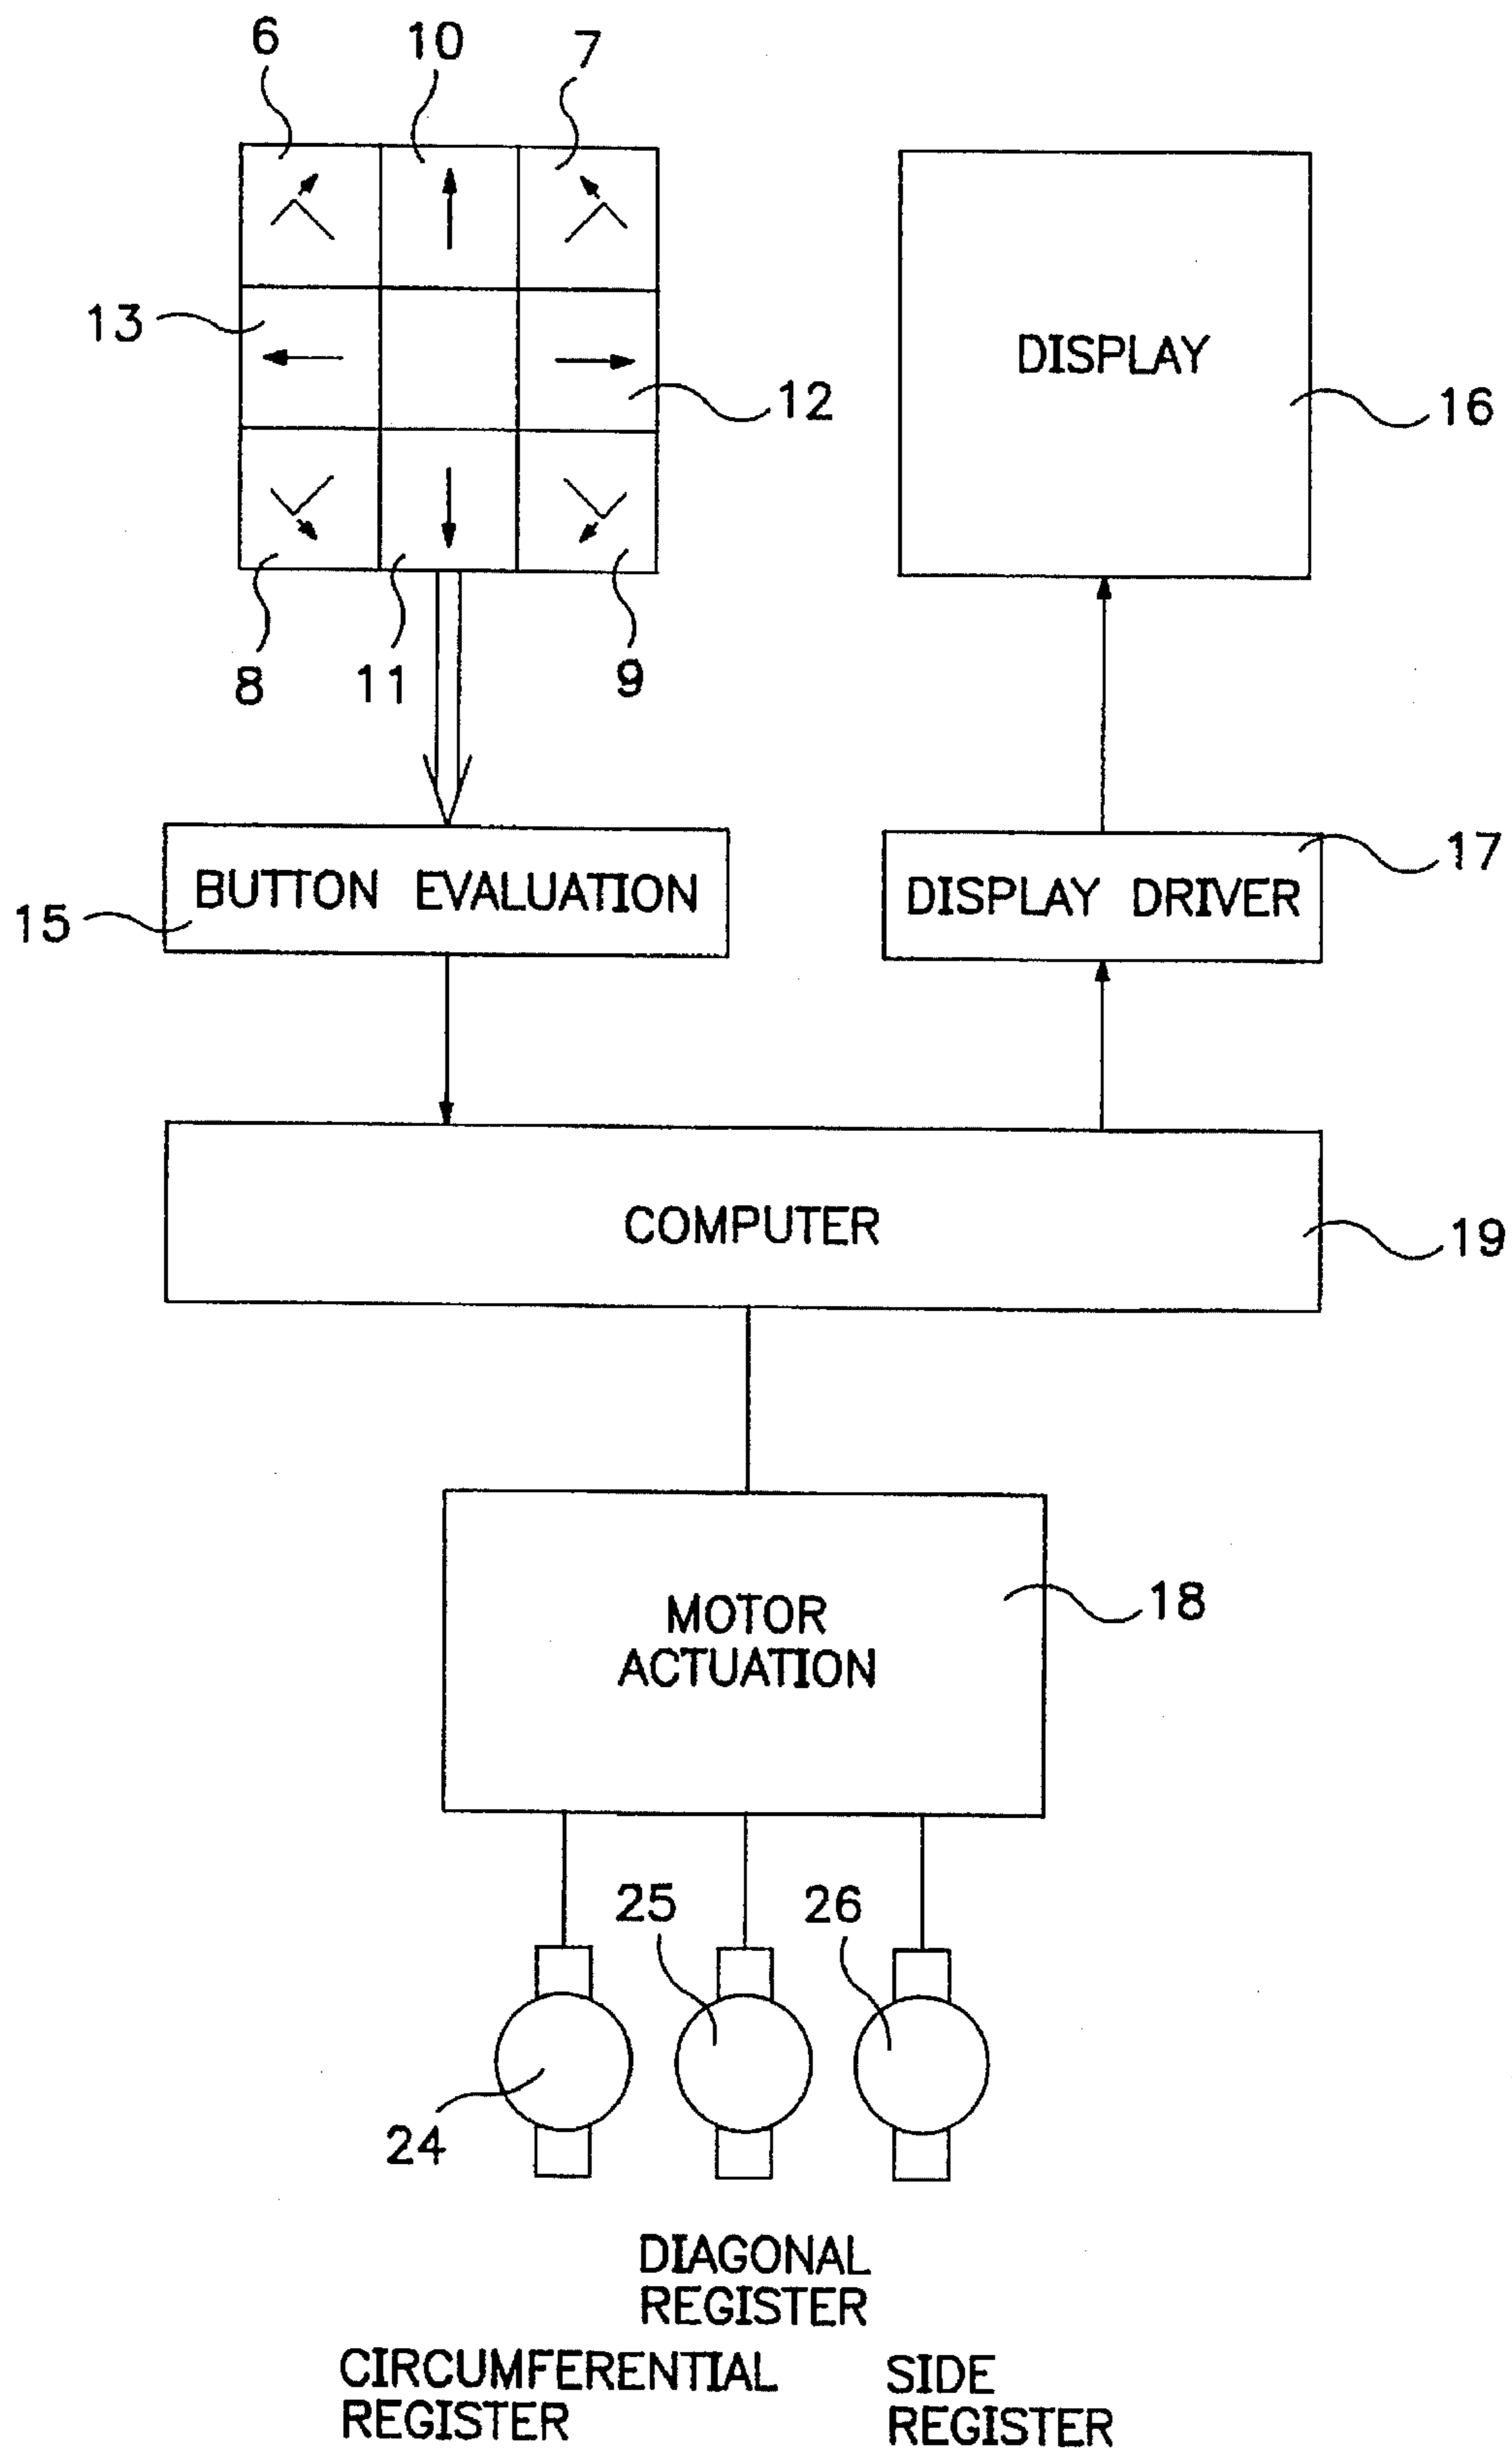 6
10
7
13
12
DISPLAY
16
8
11
9
BUTTON EVALUATION
15
DISPLAY DRIVER
17
COMPUTER
19
MOTOR
ACTUATION
18
25
26
24
DIAGONAL
REGISTER
CIRCUMFERENTIAL
REGISTER
SIDE
REGISTER